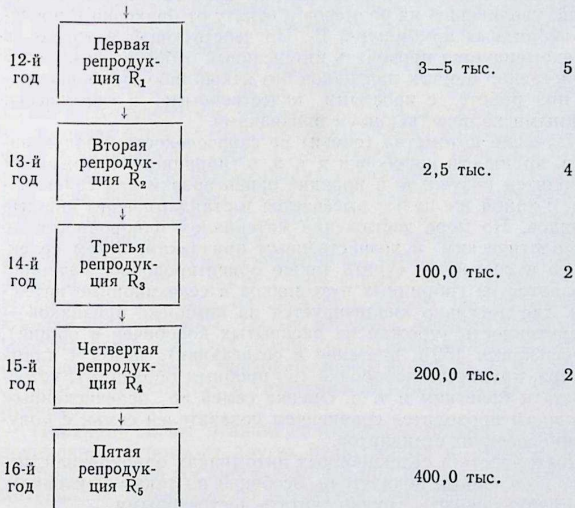 ↓
Первая
12-й репродук- 3—5 тыс. 5
год ция R₁
↓
Вторая
13-й репродук- 2,5 тыс. 4
год ция R₂
↓
Третья
14-й репродук- 100,0 тыс. 2
год ция R₃
↓
Четвертая
15-й репродук- 200,0 тыс. 2
год ция R₄
↓
Пятая
16-й репродук- 400,0 тыс.
год ция R₅